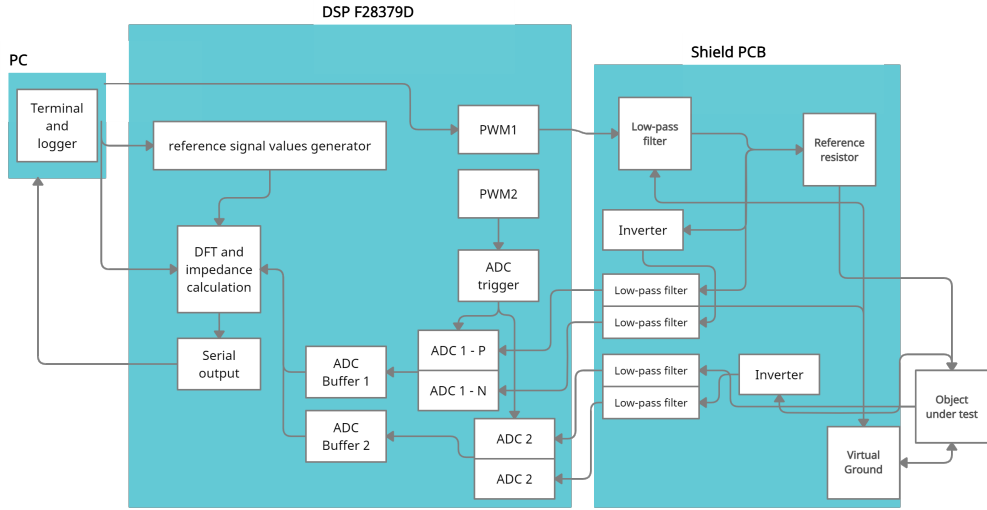 DSP F28379D
Shield PCB
PC
Terminal
and
logger
reference signal values generator
PWM1
PWM2
ADC
trigger
DFT and
impedance
calculation
Serial
output
ADC
Buffer 1
ADC
Buffer 2
ADC 1 - P
ADC 1 - N
ADC 2
ADC 2
Low-pass
filter
Reference
resistor
Inverter
Low-pass filter
Low-pass filter
Low-pass filter
Low-pass filter
Inverter
Object
under test
Virtual
Ground